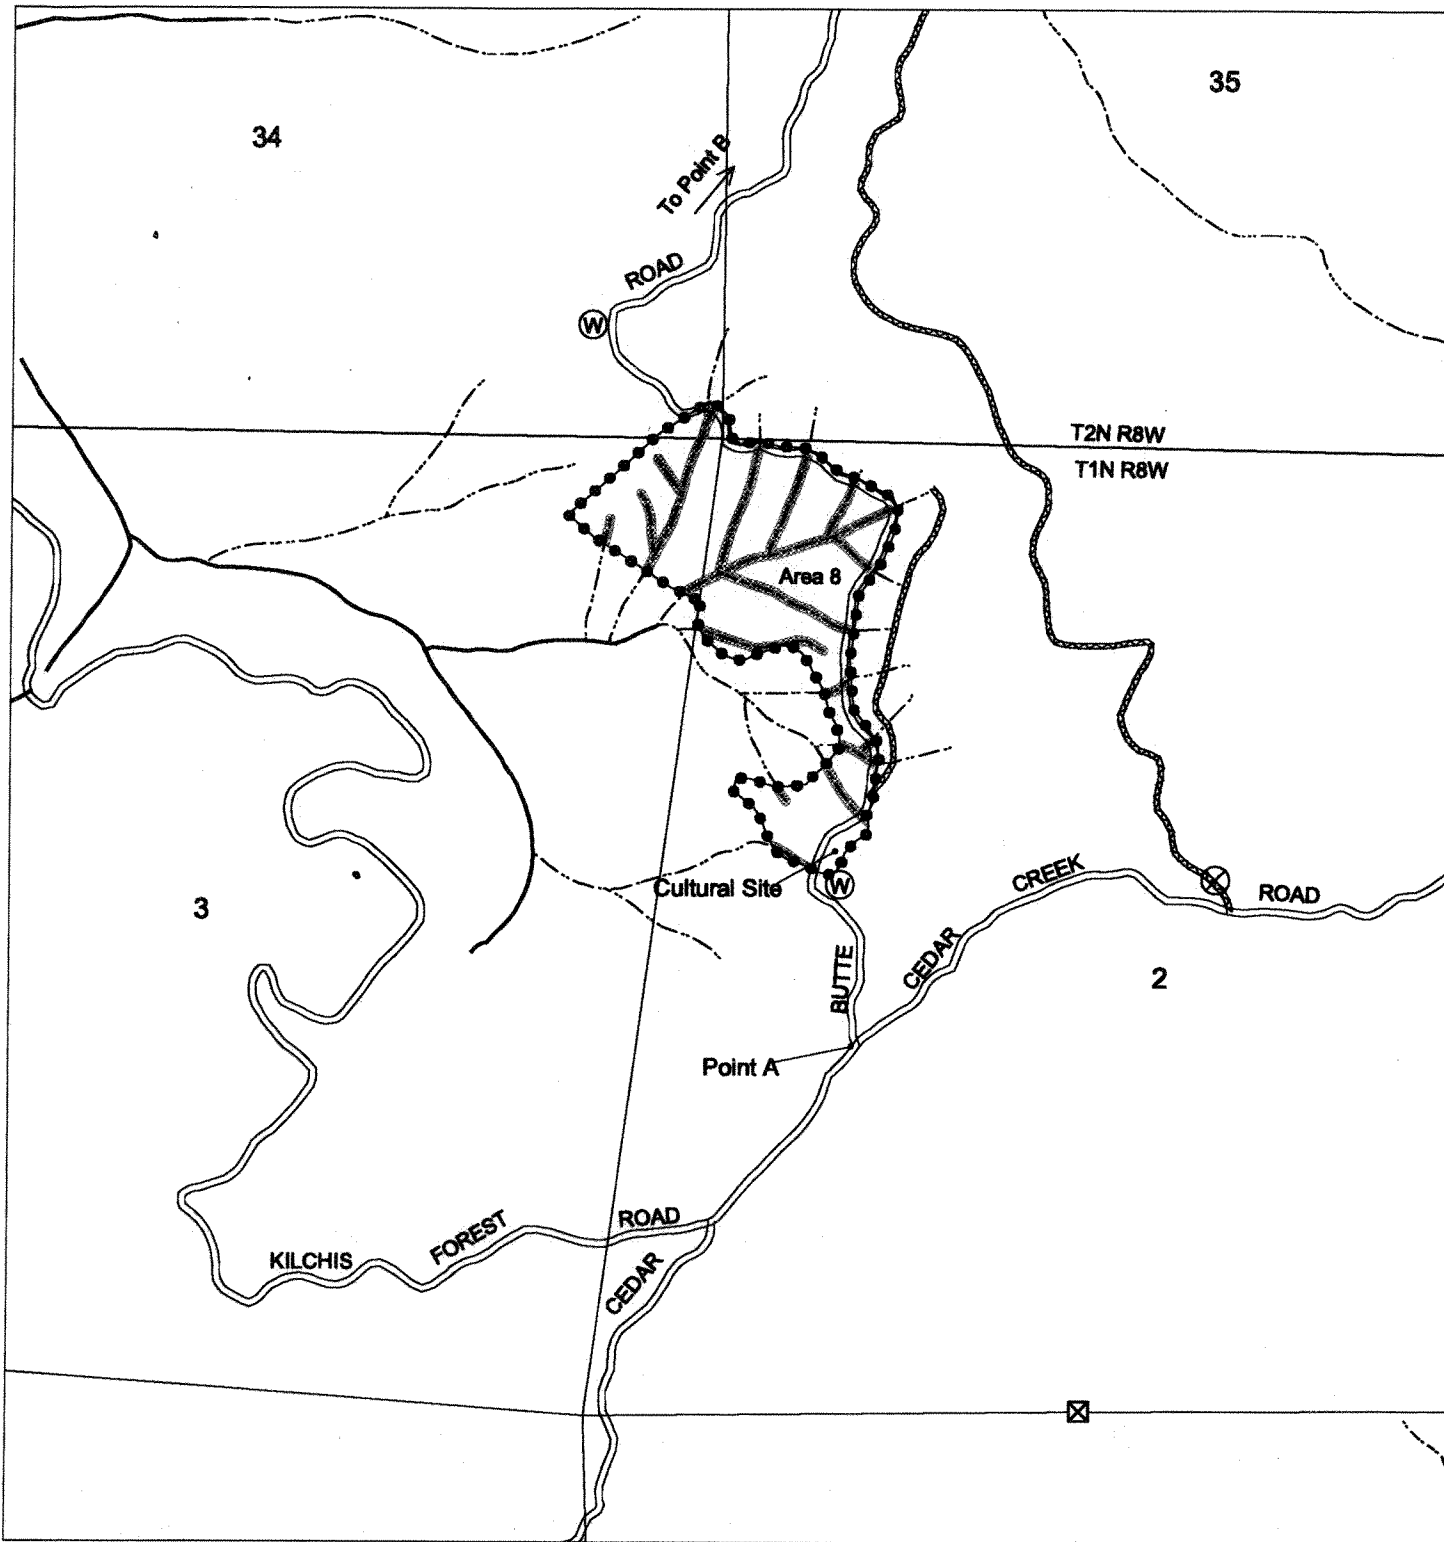 35
34
To Point B
ROAD
W
T2N R8W
T1N R8W
Area 8
Cultural Site
W
CREEK
ROAD
3
CEDAR
BUTTE
2
Point A
ROAD
FOREST
KILCHIS
CEDAR